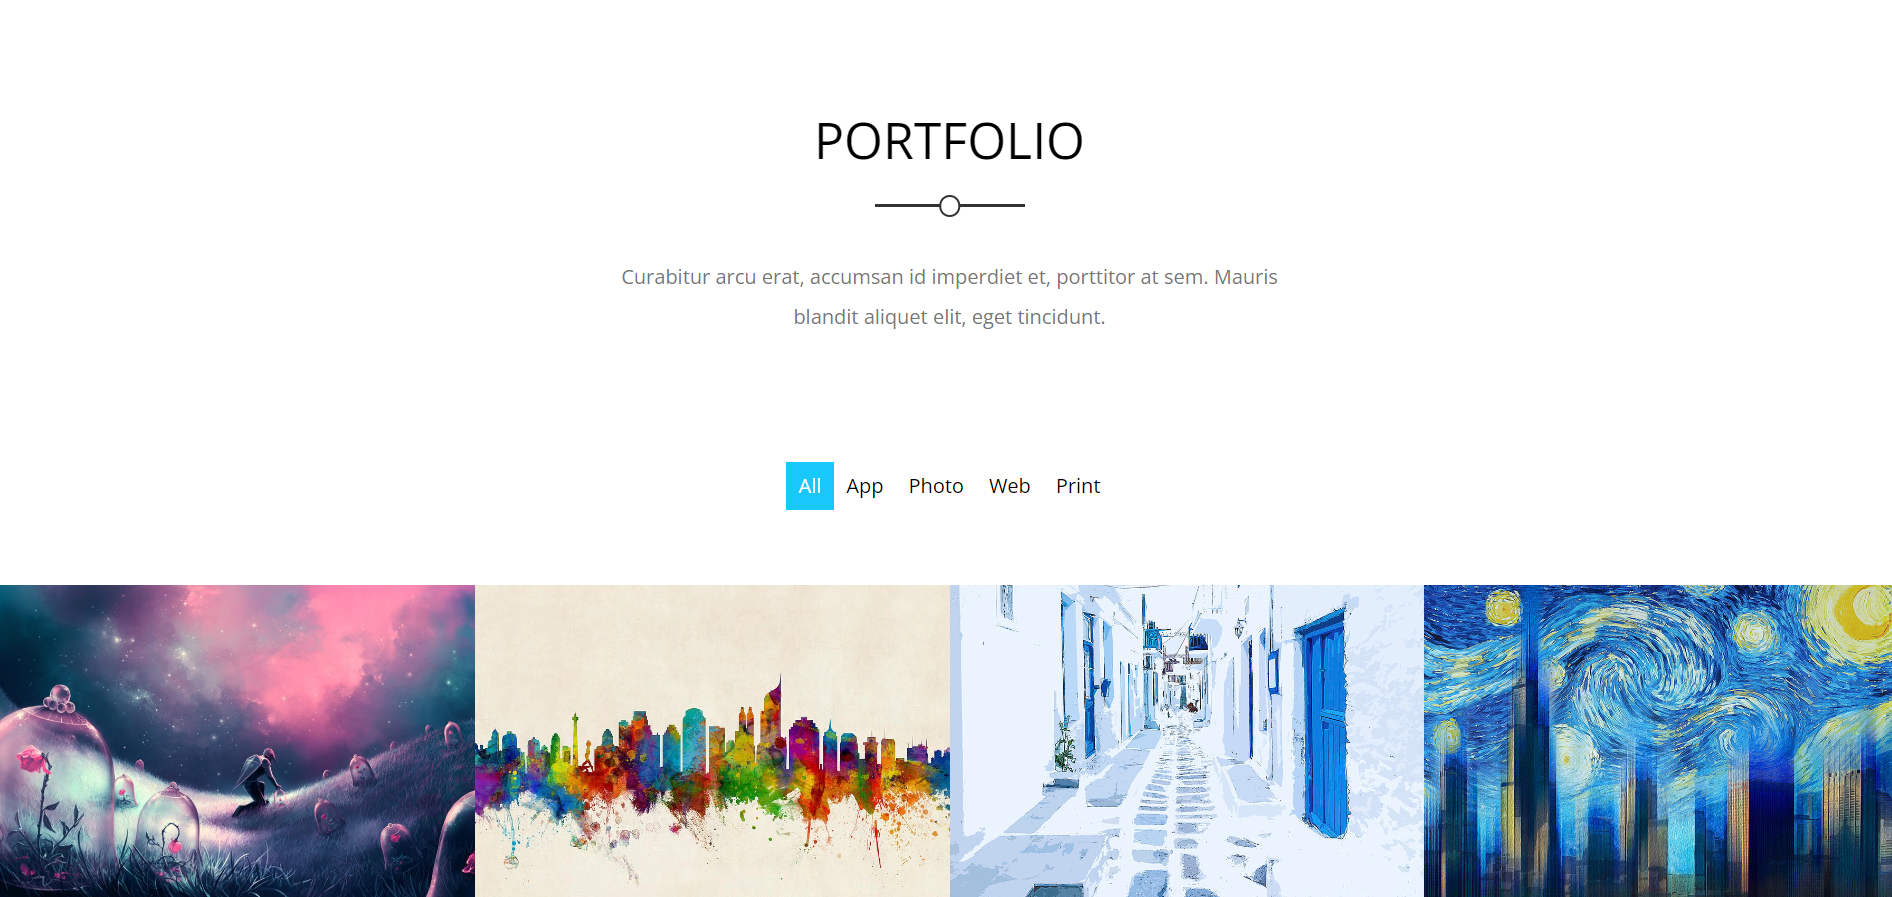 PORTFOLIO
Curabitur arcu erat, accumsan id imperdiet et, porttitor at sem. Mauris
blandit aliquet elit, eget tincidunt.
All App Photo Web Print